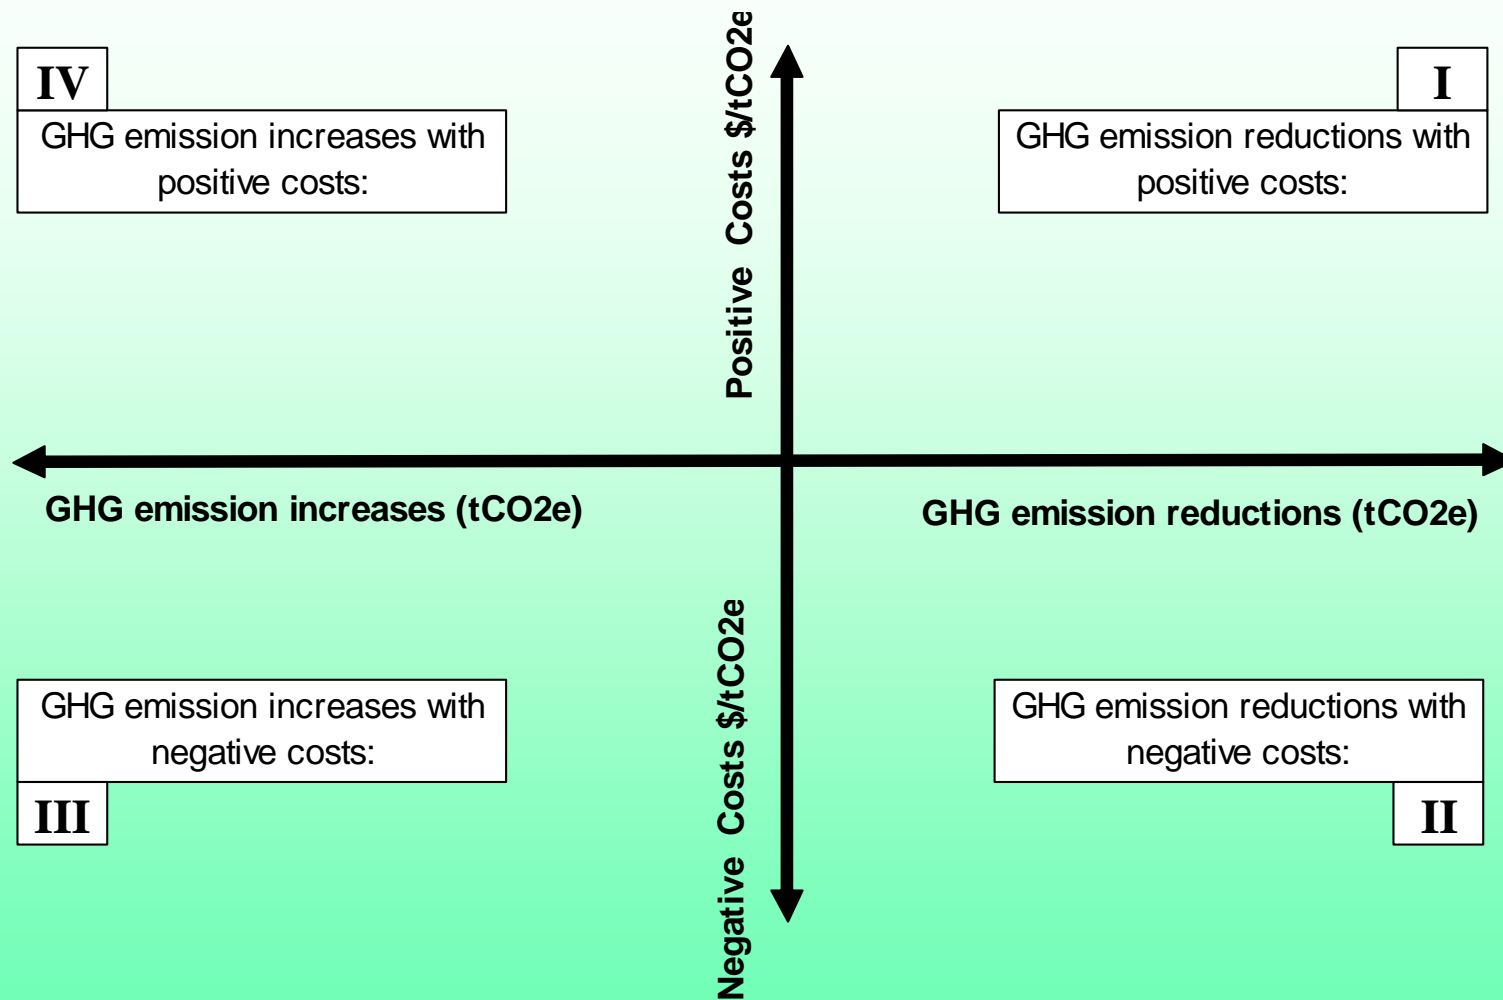 IV
GHG emission increases with
positive costs:
I
GHG emission reductions with
positive costs:
Positive Costs $/tCO2e
GHG emission increases (tCO2e)
GHG emission reductions (tCO2e)
Negative Costs $/tCO2e
GHG emission increases with
negative costs:
III
GHG emission reductions with
negative costs:
II